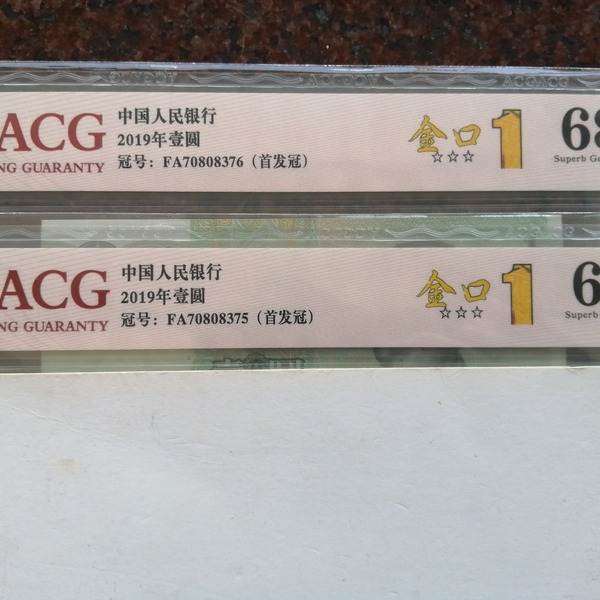 ACG
NG GUARANTY
中国人民银行
2019年壹圆
冠号：FA70808376（首发冠）
金口1
☆☆☆
68
Superb Ge
ACG
NG GUARANTY
中国人民银行
2019年壹圆
冠号：FA70808375（首发冠）
金口1
☆☆☆
6
Superb